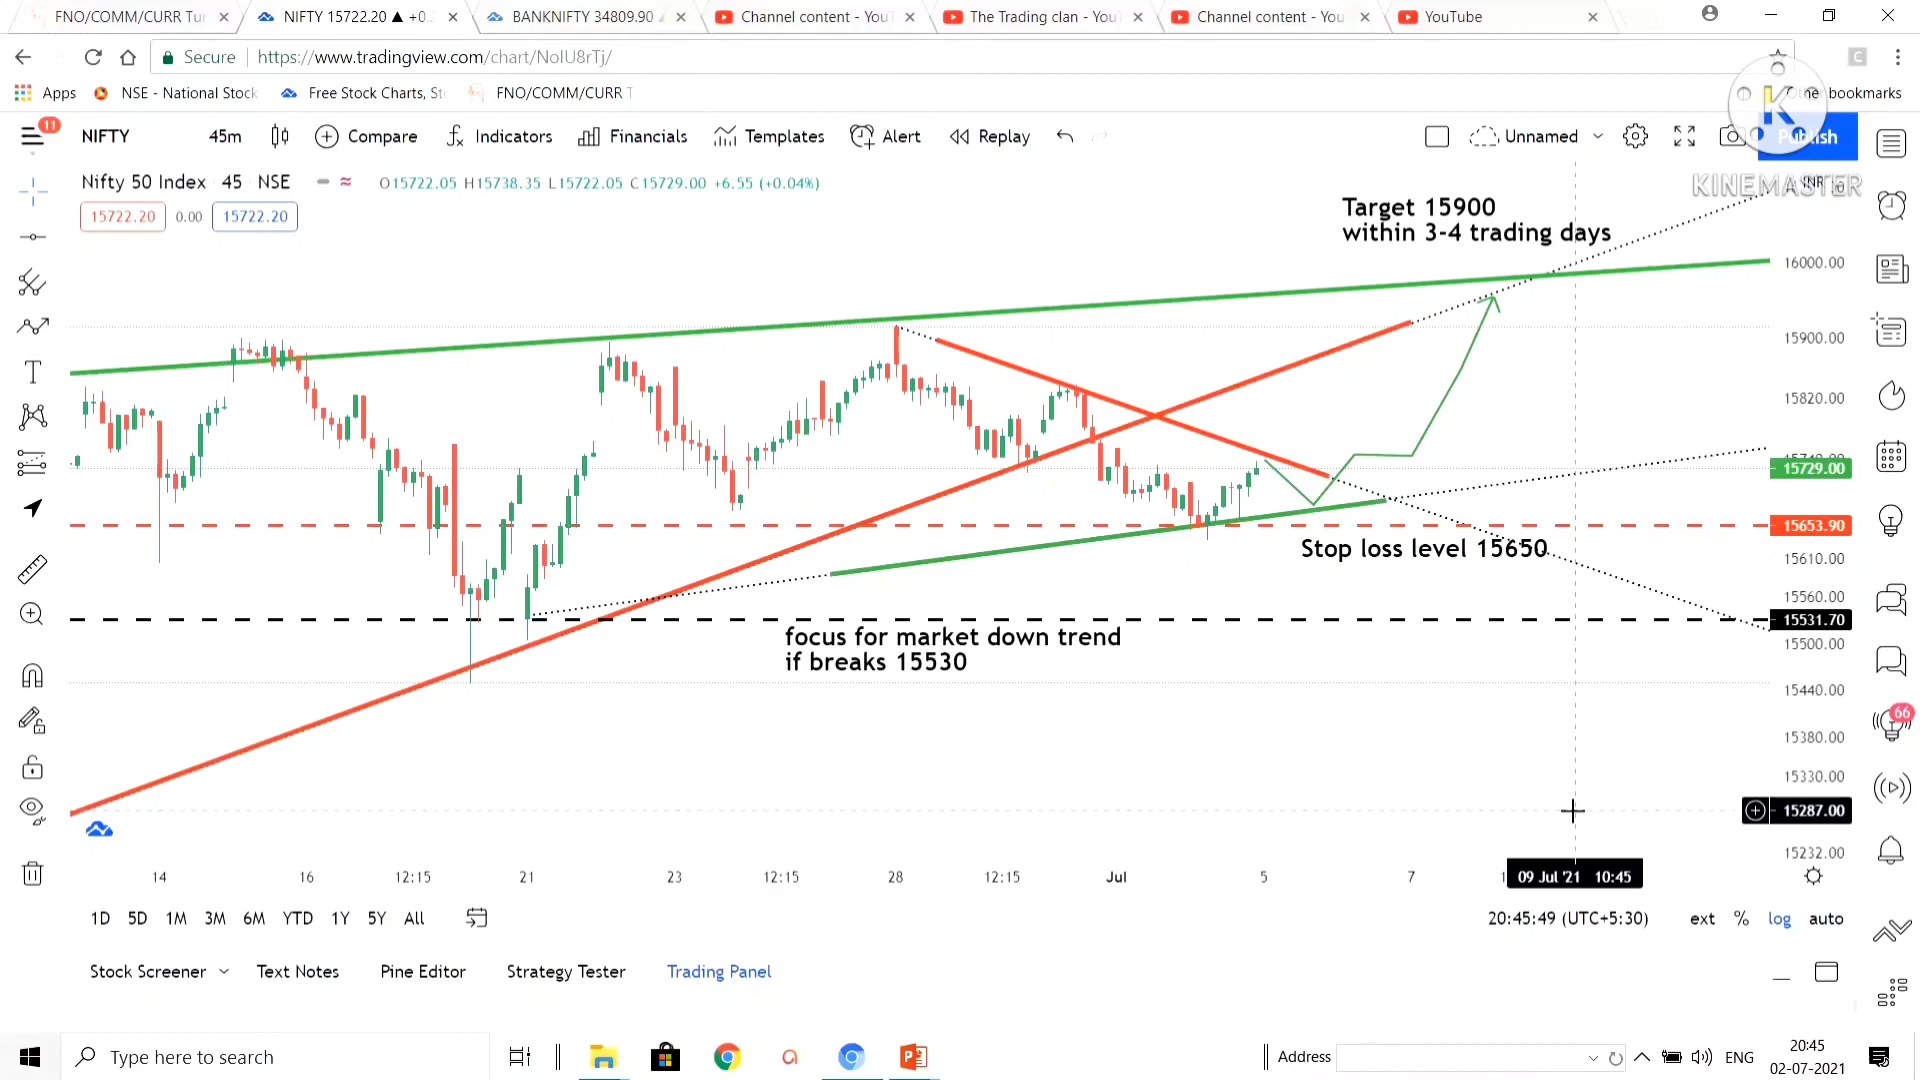 FNO/COMM/CURR Tur
NIFTY 15722.20 ▲ +0.
BANKNIFTY 34809.90
Channel content - You
The Trading clan - You
Channel content - You
YouTube
Secure
https://www.tradingview.com/chart/NoIU8rTj/
Apps
NSE - National Stock
Free Stock Charts, St
FNO/COMM/CURR T
Other bookmarks
11
NIFTY
45m
Compare
Indicators
Financials
Templates
Alert
Replay
Unnamed
Publish
K
KINEMASTER
Nifty 50 Index 45 NSE
O15722.05 H15738.35 L15722.05 C15729.00 +6.55 (+0.04%)
INR
15722.20
0.00
15722.20
Target 15900
within 3-4 trading days
16000.00
15900.00
15820.00
15729.00
15653.90
Stop loss level 15650
15610.00
15560.00
15531.70
focus for market down trend
if breaks 15530
15500.00
15440.00
66
15380.00
15330.00
15287.00
15232.00
14
16
12:15
21
23
12:15
28
12:15
Jul
5
7
09 Jul '21 10:45
1D
5D
1M
3M
6M
YTD
1Y
5Y
All
20:45:49 (UTC+5:30)
ext
%
log
auto
Stock Screener
Text Notes
Pine Editor
Strategy Tester
Trading Panel
Type here to search
Address
ENG
20:45
02-07-2021